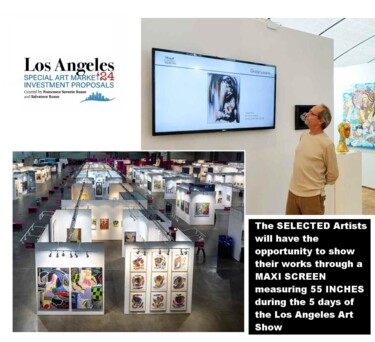 Los Angeles
SPECIAL ART MARKET '24
INVESTMENT PROPOSALS
Curated by Francesco Saverio Russo
and Salvatore Russo
The SELECTED Artists
will have the
opportunity to show
their works through a
MAXI SCREEN
measuring 55 INCHES
during the 5 days of
the Los Angeles Art
Show